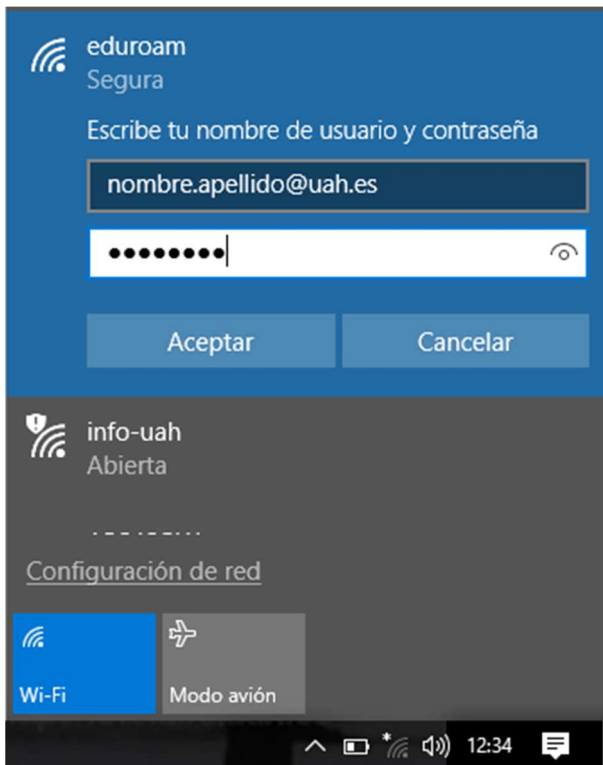 eduroam
Segura
Escribe tu nombre de usuario y contraseña
nombre.apellido@uah.es
Aceptar
Cancelar
info-uah
Abierta
Configuración de red
Wi-Fi
Modo avión
12:34